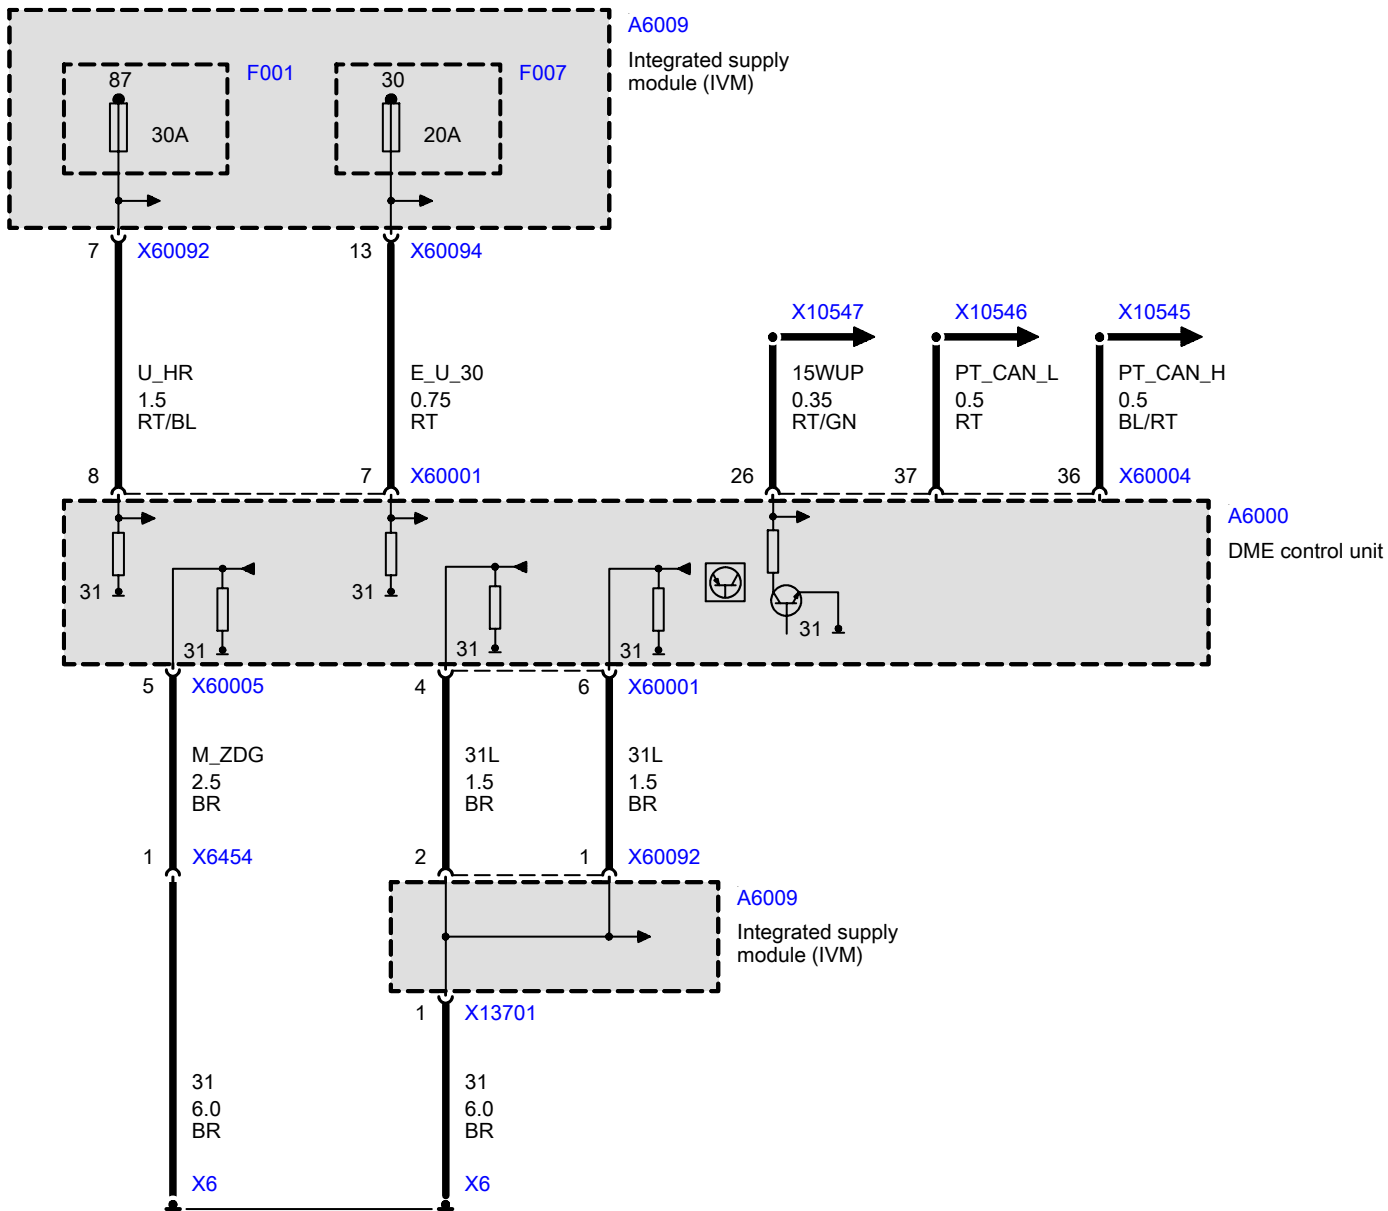 A6009
Integrated supply
module (IVM)
87
F001
30
F007
30A
20A
7
X60092
13
X60094
X10547
X10546
X10545
U_HR
1.5
RT/BL
E_U_30
0.75
RT
15WUP
0.35
RT/GN
PT_CAN_L
0.5
RT
PT_CAN_H
0.5
BL/RT
8
7
X60001
26
37
36
X60004
A6000
DME control unit
31
31
31
31
31
31
5
X60005
4
6
X60001
M_ZDG
2.5
BR
31L
1.5
BR
31L
1.5
BR
1
X6454
2
1
X60092
A6009
Integrated supply
module (IVM)
1
X13701
31
6.0
BR
31
6.0
BR
X6
X6